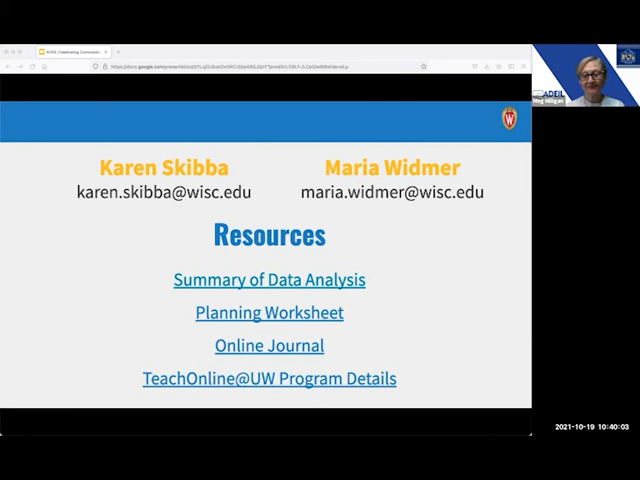 Karen Skibba
Maria Widmer
karen.skibba@wisc.edu
maria.widmer@wisc.edu
Resources
Summary of Data Analysis
Planning Worksheet
Online Journal
TeachOnline@UW Program Details
W
ADEIL
Meg Milligan
2021-10-19 10:40:03